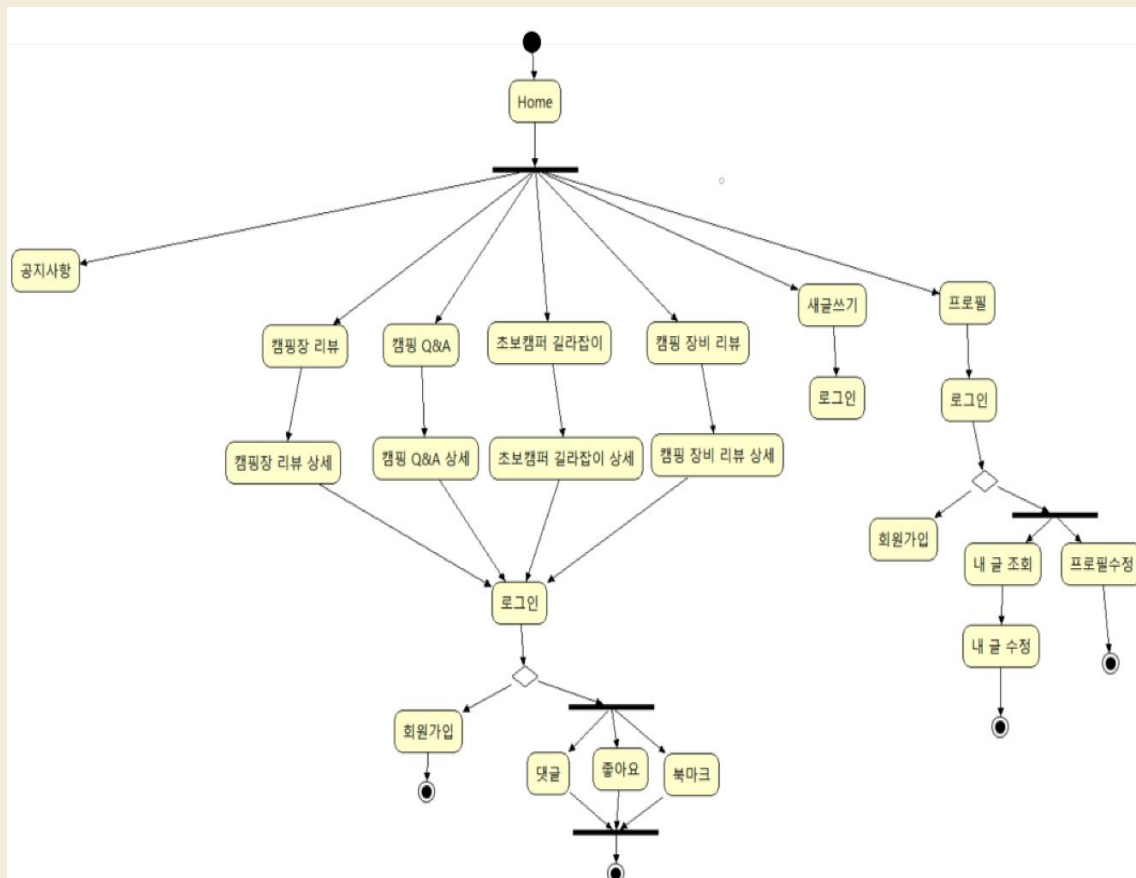 Home
공지사항
새글쓰기
프로필
캠핑장 리뷰
캠핑 Q&A
초보캠퍼 길라잡이
캠핑 장비 리뷰
로그인
로그인
캠핑장 리뷰 상세
캠핑 Q&A 상세
초보캠퍼 길라잡이 상세
캠핑 장비 리뷰 상세
회원가입
내 글 조회
프로필수정
로그인
내 글 수정
회원가입
댓글
좋아요
북마크